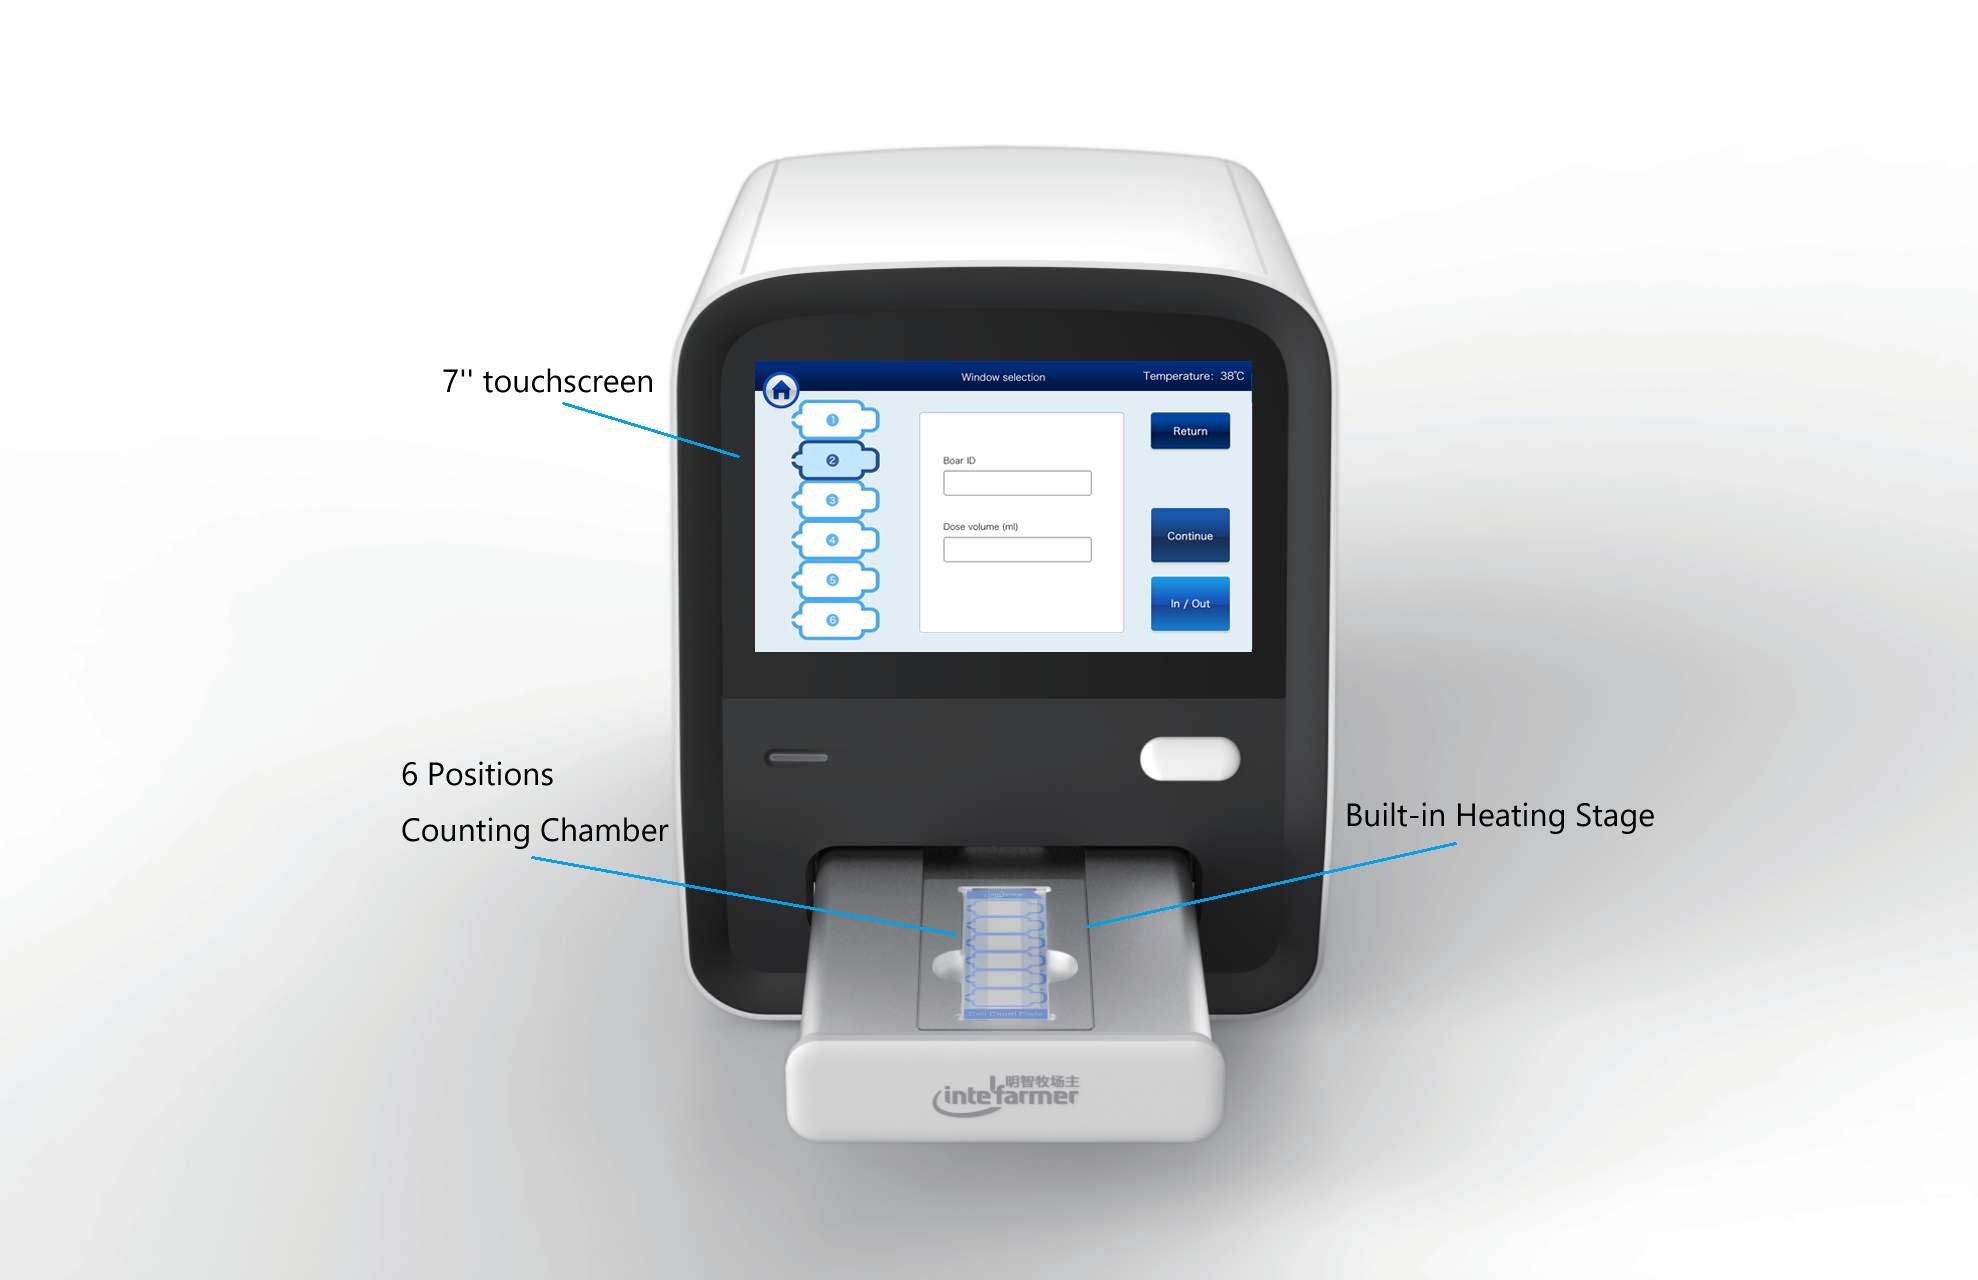 Window selection
Temperature: 38℃
7'' touchscreen
1
Return
Boar ID
2
3
Dose volume (ml)
Continue
4
5
In / Out
6
6 Positions
Counting Chamber
Built-in Heating Stage
明智牧场主
intelfarmer